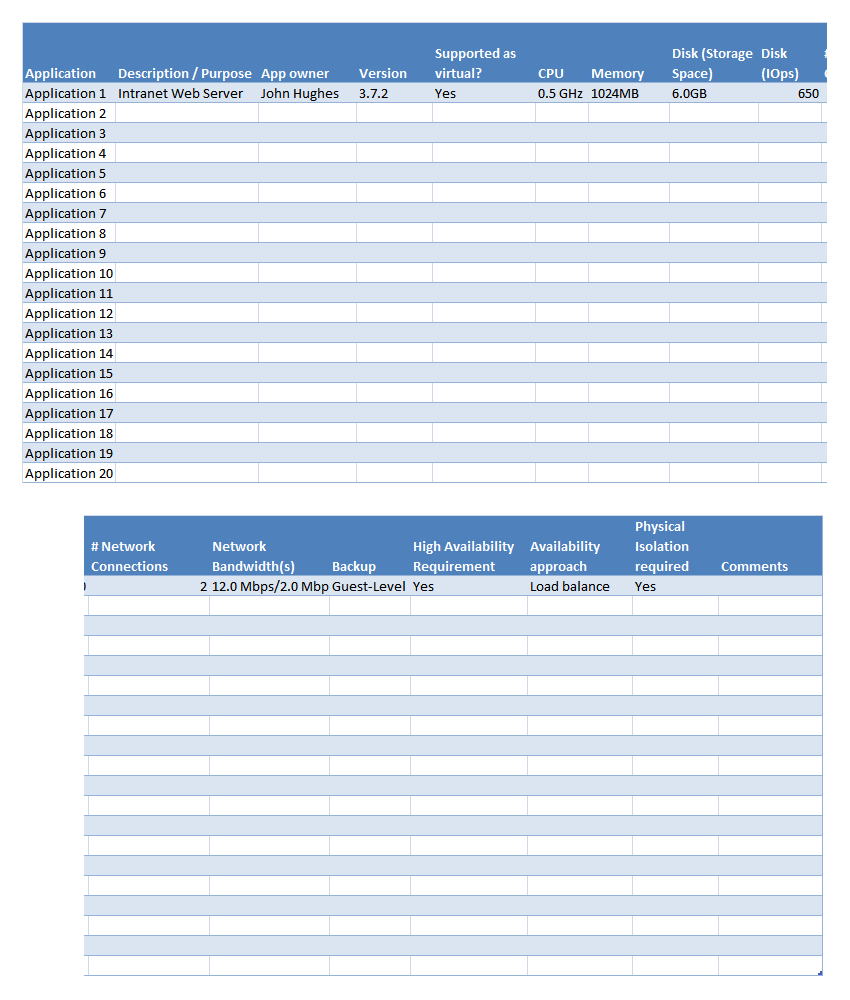 Application Description / Purpose App owner Version Supported as virtual? CPU Memory Disk (Storage Space) Disk (IOps)
Application 1 Intranet Web Server John Hughes 3.7.2 Yes 0.5 GHz 1024MB 6.0GB 650
Application 2
Application 3
Application 4
Application 5
Application 6
Application 7
Application 8
Application 9
Application 10
Application 11
Application 12
Application 13
Application 14
Application 15
Application 16
Application 17
Application 18
Application 19
Application 20
# Network Connections Network Bandwidth(s) Backup High Availability Requirement Availability approach Physical Isolation required Comments
2 12.0 Mbps/2.0 Mbp Guest-Level Yes Load balance Yes